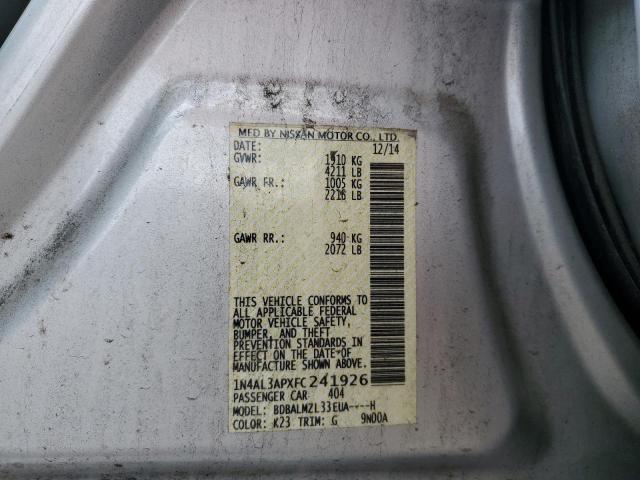 MFD BY NISSAN MOTOR CO., LTD.
DATE: 12/14
GVWR: 1910 KG
4211 LB
GAWR FR.: 1005 KG
2216 LB
GAWR RR.: 940 KG
2072 LB
THIS VEHICLE CONFORMS TO
ALL APPLICABLE FEDERAL
MOTOR VEHICLE SAFETY,
BUMPER, AND THEFT
PREVENTION STANDARDS IN
EFFECT ON THE DATE OF
MANUFACTURE SHOWN ABOVE.
1N4AL3APXFC241926
PASSENGER CAR 404
MODEL: BDBALMZL33EUA----H
COLOR: K23 TRIM: G 9N00A